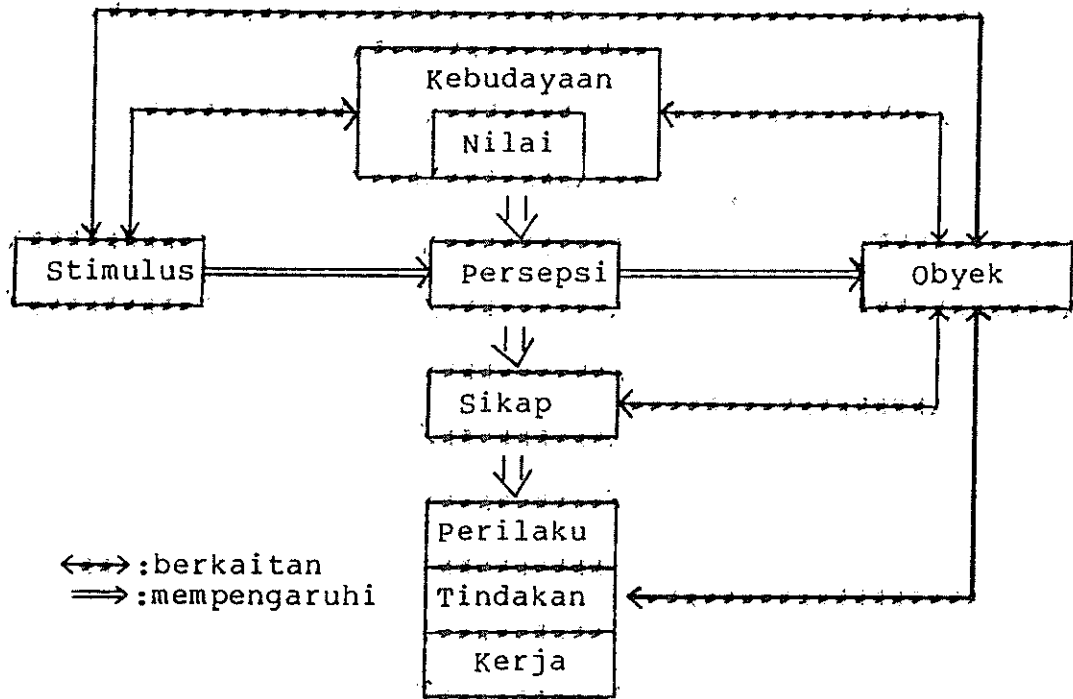 Kebudayaan
Nilai
Stimulus
Persepsi
Obyek
Sikap
Perilaku
Tindakan
Kerja
:berkaitan
:mempengaruhi